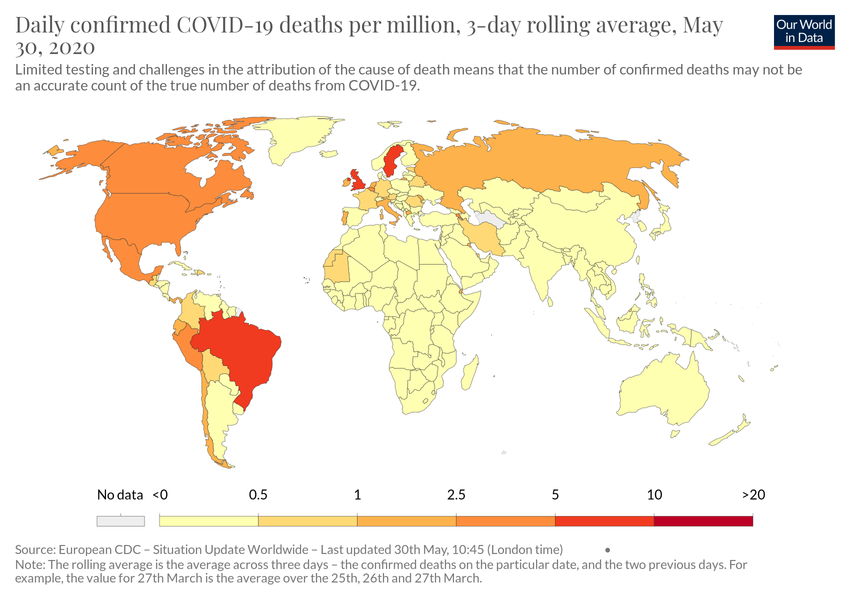 Daily confirmed COVID-19 deaths per million, 3-day rolling average, May
30, 2020
Our World
in Data
Limited testing and challenges in the attribution of the cause of death means that the number of confirmed deaths may not be
an accurate count of the true number of deaths from COVID-19.
No data <0 0.5 1 2.5 5 10 >20
Source: European CDC – Situation Update Worldwide – Last updated 30th May, 10:45 (London time) •
Note: The rolling average is the average across three days – the confirmed deaths on the particular date, and the two previous days. For
example, the value for 27th March is the average over the 25th, 26th and 27th March.